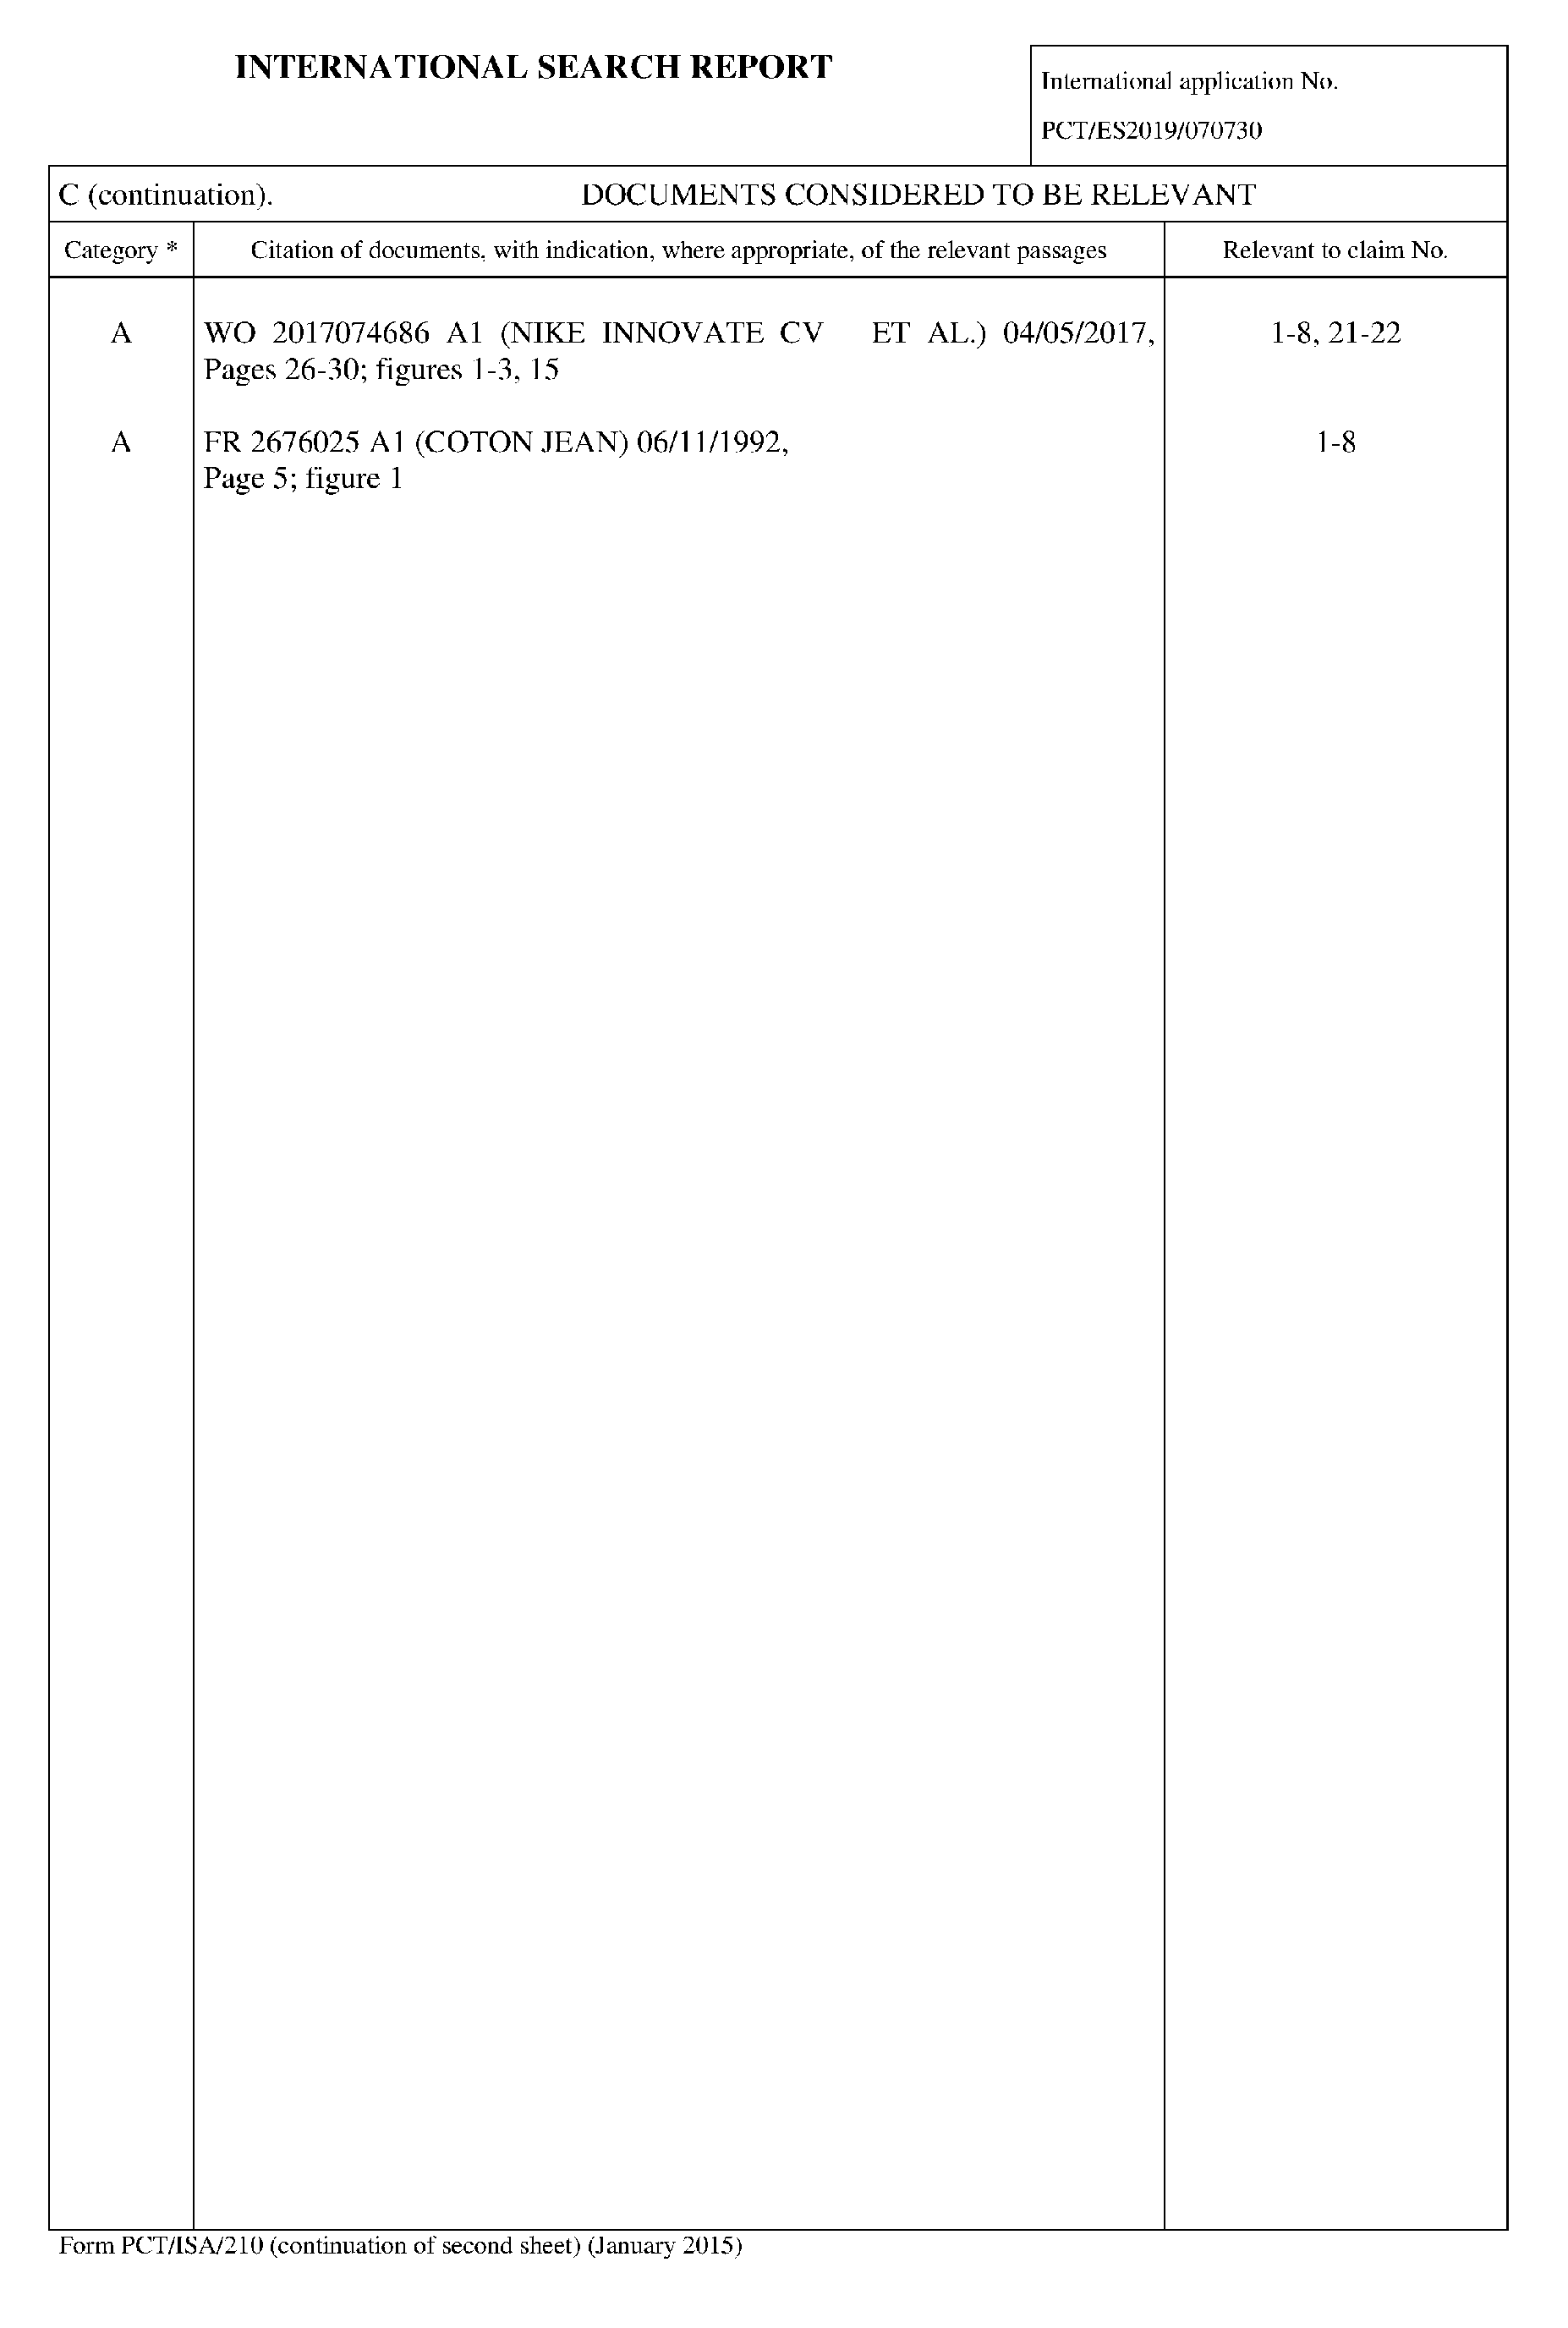 INTERNATIONAL SEARCH REPORT
International application No.
PCT/ES2019/070730
C (continuation). DOCUMENTS CONSIDERED TO BE RELEVANT
Category * Citation of documents, with indication, where appropriate, of the relevant passages Relevant to claim No.
A WO 2017074686 A1 (NIKE INNOVATE CV ET AL.) 04/05/2017, 1-8, 21-22
Pages 26-30; figures 1-3, 15
A FR 2676025 A1 (COTON JEAN) 06/11/1992, 1-8
Page 5; figure 1
Form PCT/ISA/210 (continuation of second sheet) (January 2015)